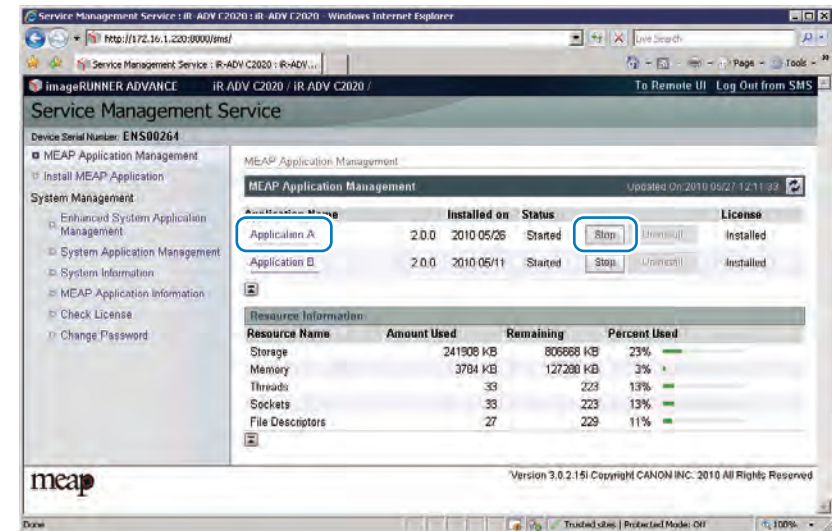 Service Management Service : iR-ADV C2020 : iR-ADV C2020 - Windows Internet Explorer
http://172.16.1.220:8000/sms/
Live Search
Service Management Service : iR-ADV C2020 : iR-ADV...
Page
Tools
imageRUNNER ADVANCE iR ADV C2020 / iR ADV C2020 /
To Remote UI Log Out from SMS
Service Management Service
Device Serial Number: ENS00264
MEAP Application Management
Install MEAP Application
System Management
Enhanced System Application
Management
System Application Management
System Information
MEAP Application Information
Check License
Change Password
MEAP Application Management
MEAP Application Management Updated On:2010 05/27 12:11:33
Application Name Installed on Status License
Application A 2.0.0 2010 05/26 Started Stop Uninstall Installed
Application B 2.0.0 2010 05/11 Started Stop Uninstall Installed
Resource Information
Resource Name Amount Used Remaining Percent Used
Storage 241908 KB 806668 KB 23%
Memory 3784 KB 127288 KB 3%
Threads 33 223 13%
Sockets 33 223 13%
File Descriptors 27 229 11%
meap
Version 3.0.2.15i Copyright CANON INC. 2010 All Rights Reserved
Done
Trusted sites | Protected Mode: Off
100%